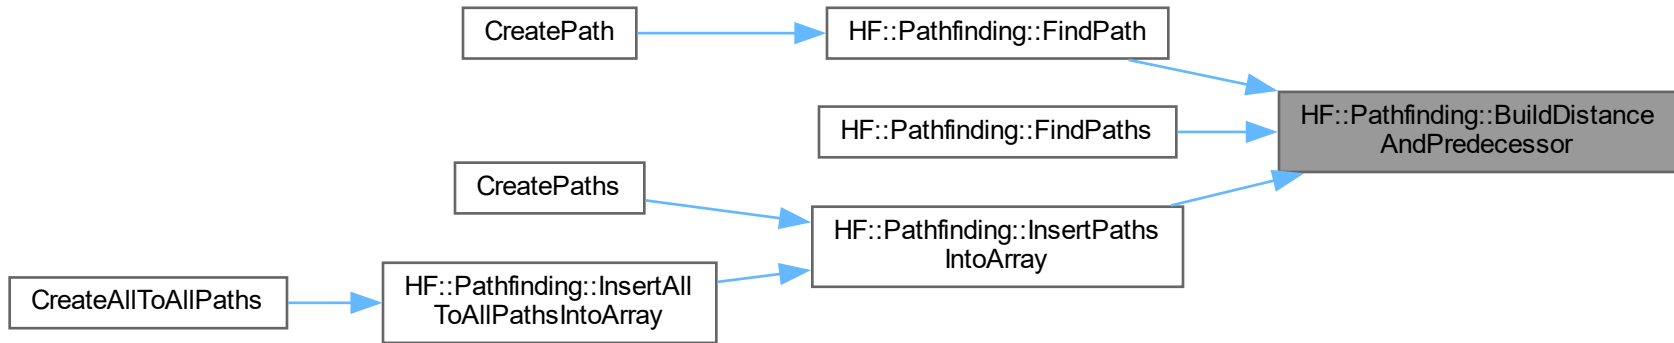 CreatePath
HF::Pathfinding::FindPath
HF::Pathfinding::BuildDistance
AndPredecessor
HF::Pathfinding::FindPaths
CreatePaths
HF::Pathfinding::InsertPaths
IntoArray
CreateAllToAllPaths
HF::Pathfinding::InsertAll
ToAllPathsIntoArray